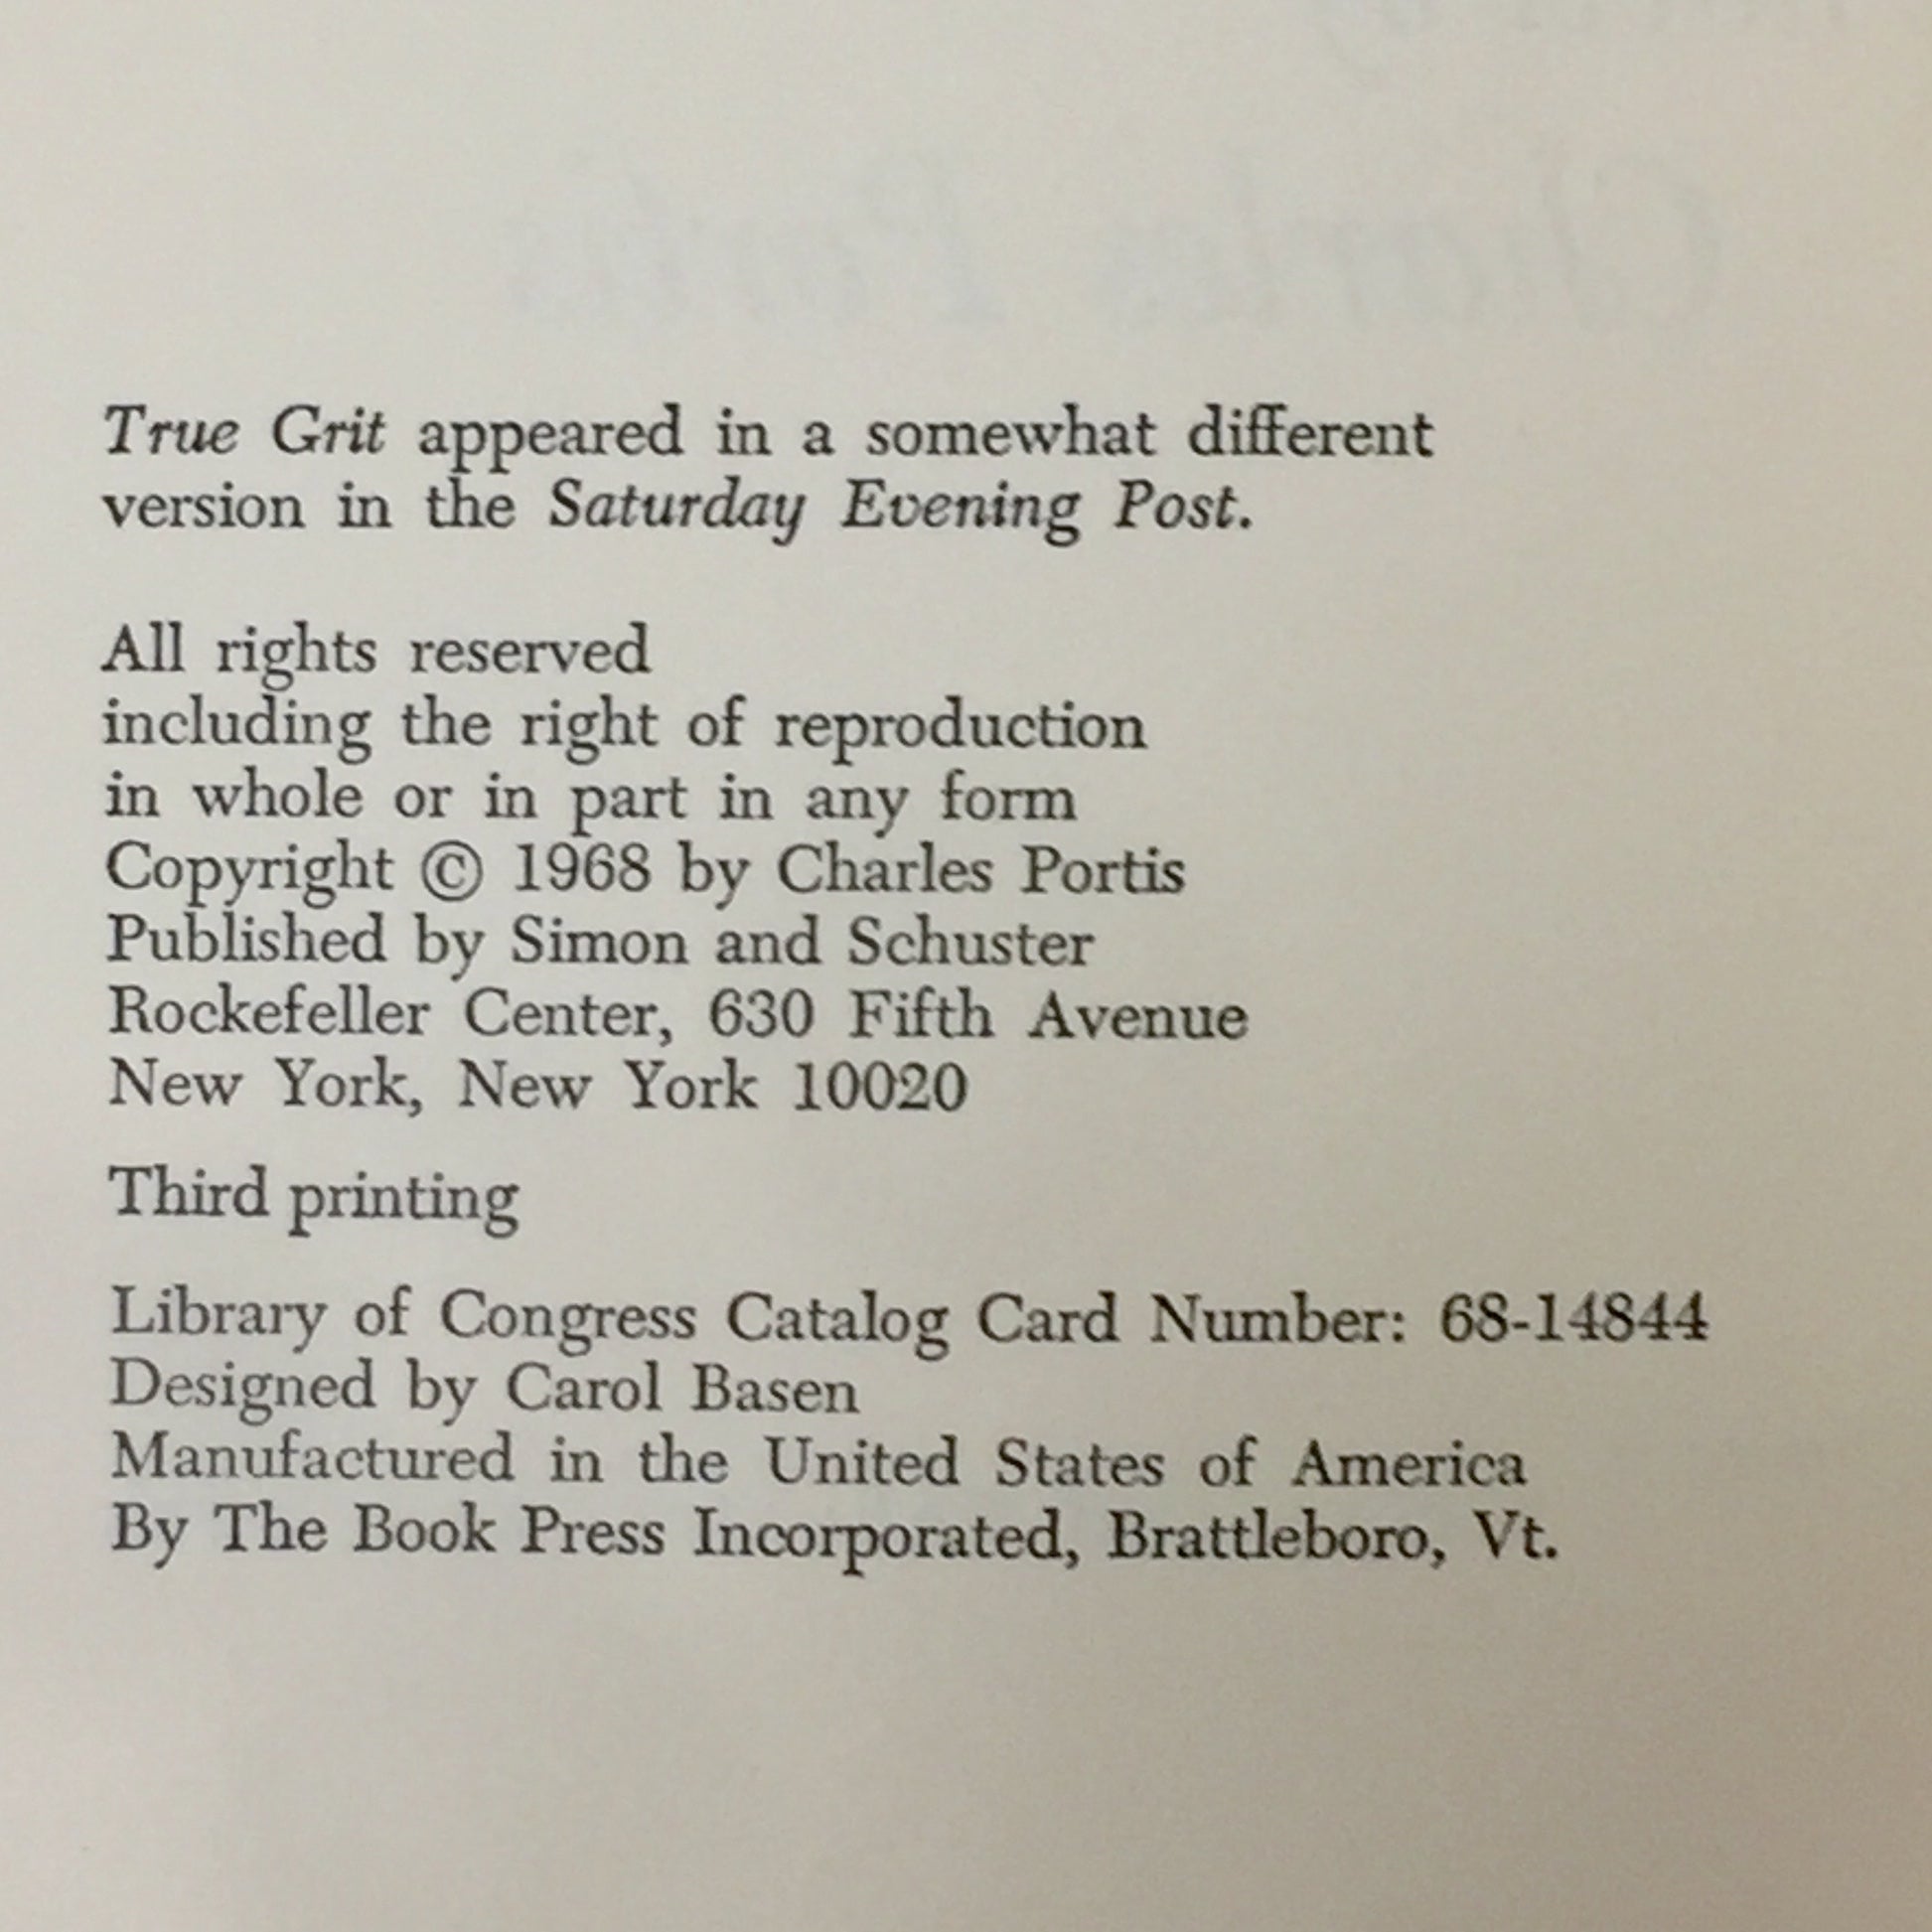 True Grit appeared in a somewhat different
version in the Saturday Evening Post.
All rights reserved
including the right of reproduction
in whole or in part in any form
Copyright © 1968 by Charles Portis
Published by Simon and Schuster
Rockefeller Center, 630 Fifth Avenue
New York, New York 10020
Third printing
Library of Congress Catalog Card Number: 68-14844
Designed by Carol Basen
Manufactured in the United States of America
By The Book Press Incorporated, Brattleboro, Vt.